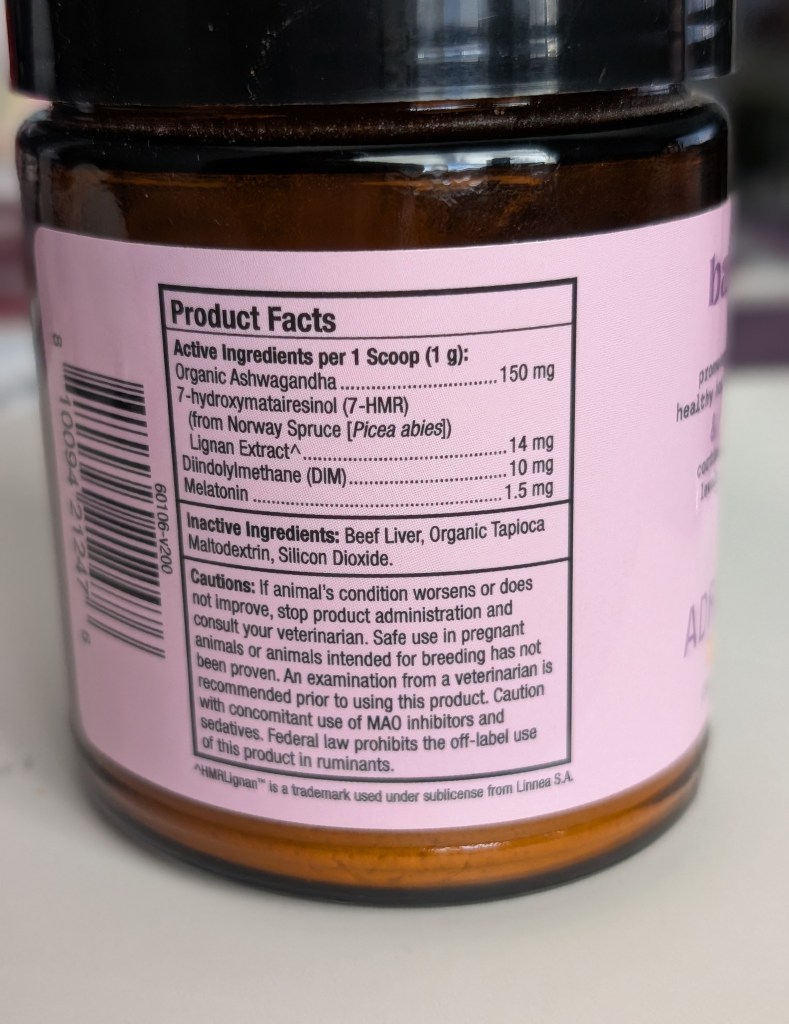 Product Facts
Active Ingredients per 1 Scoop (1 g):
Organic Ashwagandha .......................... 150 mg
7-hydroxymatairesinol (7-HMR)
(from Norway Spruce [Picea abies])
Lignan Extract^................................. 14 mg
Diindolylmethane (DIM)...................... 10 mg
Melatonin ........................................ 1.5 mg
Inactive Ingredients: Beef Liver, Organic Tapioca
Maltodextrin, Silicon Dioxide.
Cautions: If animal's condition worsens or does
not improve, stop product administration and
consult your veterinarian. Safe use in pregnant
animals or animals intended for breeding has not
been proven. An examination from a veterinarian is
recommended prior to using this product. Caution
with concomitant use of MAO inhibitors and
sedatives. Federal law prohibits the off-label use
of this product in ruminants.
^HMRLignan™ is a trademark used under sublicense from Linnea S.A.
60106-v200
8 10094 21247 6
healthy